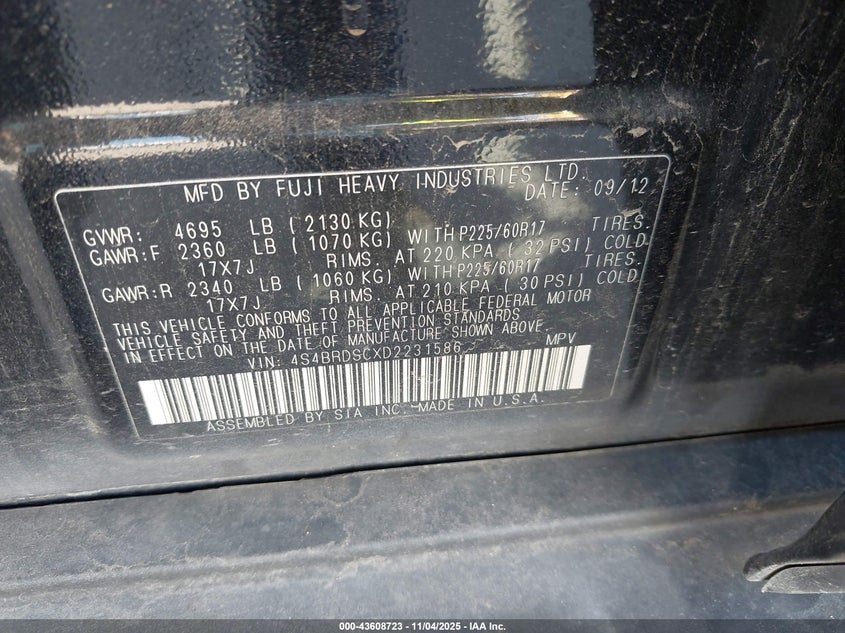 MFD BY FUJI HEAVY INDUSTRIES LTD.
DATE: 09/12
GVWR: 4695 LB (2130 KG)
GAWR:F 2360 LB (1070 KG) WITH P225/60R17 TIRES.
17X7J RIMS. AT 220 KPA (32 PSI) COLD
GAWR:R 2340 LB (1060 KG) WITH P225/60R17 TIRES.
17X7J RIMS. AT 210 KPA (30 PSI) COLD
THIS VEHICLE CONFORMS TO ALL APPLICABLE FEDERAL MOTOR
VEHICLE SAFETY AND THEFT PREVENTION STANDARDS
IN EFFECT ON THE DATE OF MANUFACTURE SHOWN ABOVE.
VIN: 4S4BRDSCXD2231586 MPV
ASSEMBLED BY SIA INC. MADE IN U.S.A.
000-43608723 - 11/04/2025 - IAA Inc.